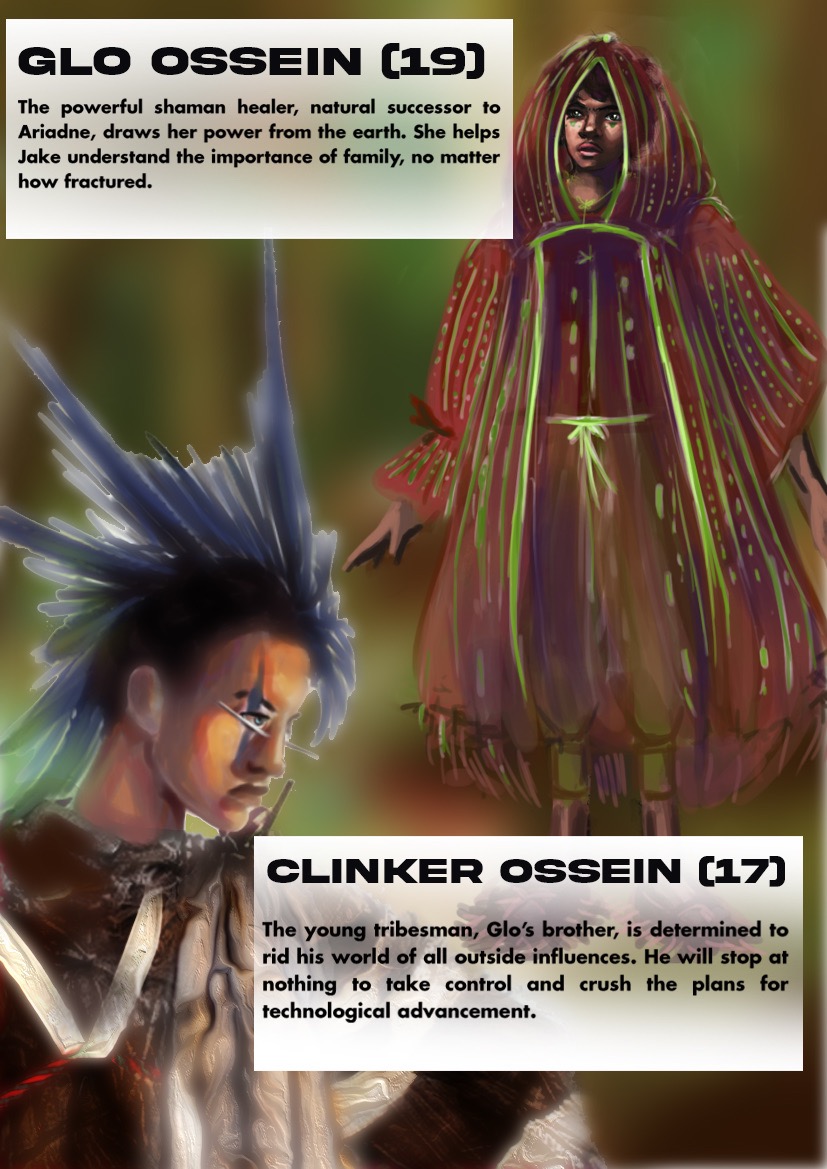 GLO OSSEIN (19)
The powerful shaman healer, natural successor to
Ariadne, draws her power from the earth. She helps
Jake understand the importance of family, no matter
how fractured.
CLINKER OSSEIN (17)
The young tribesman, Glo’s brother, is determined to
rid his world of all outside influences. He will stop at
nothing to take control and crush the plans for
technological advancement.